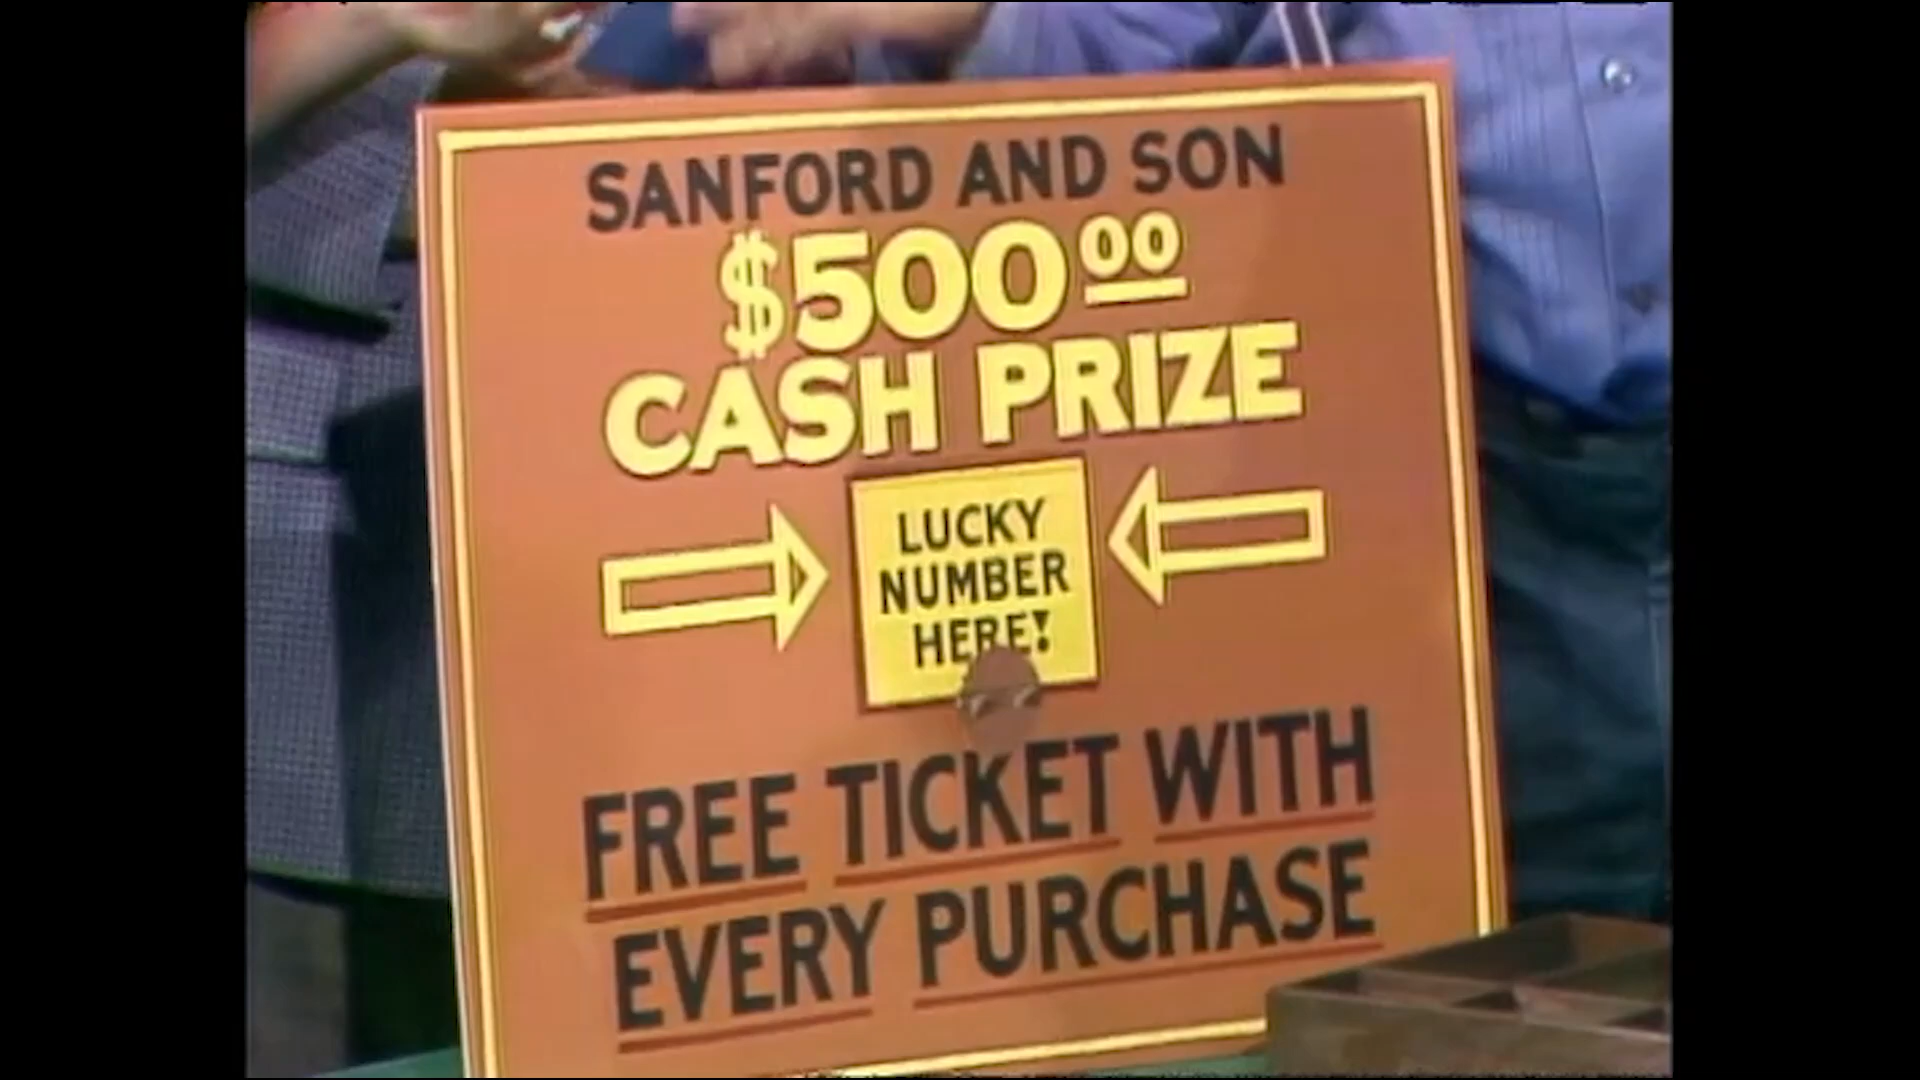 SANFORD AND SON
$500.00
CASH PRIZE
LUCKY
NUMBER
HERE!
FREE TICKET WITH
EVERY PURCHASE